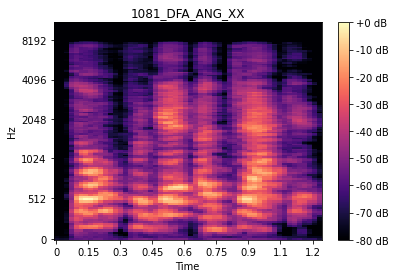 1081_DFA_ANG_XX
+0 dB
8192
-10 dB
4096
-20 dB
-30 dB
2048
Hz
-40 dB
1024
-50 dB
512
-60 dB
-70 dB
0
-80 dB
0 0.15 0.3 0.45 0.6 0.75 0.9 1.1 1.2
Time